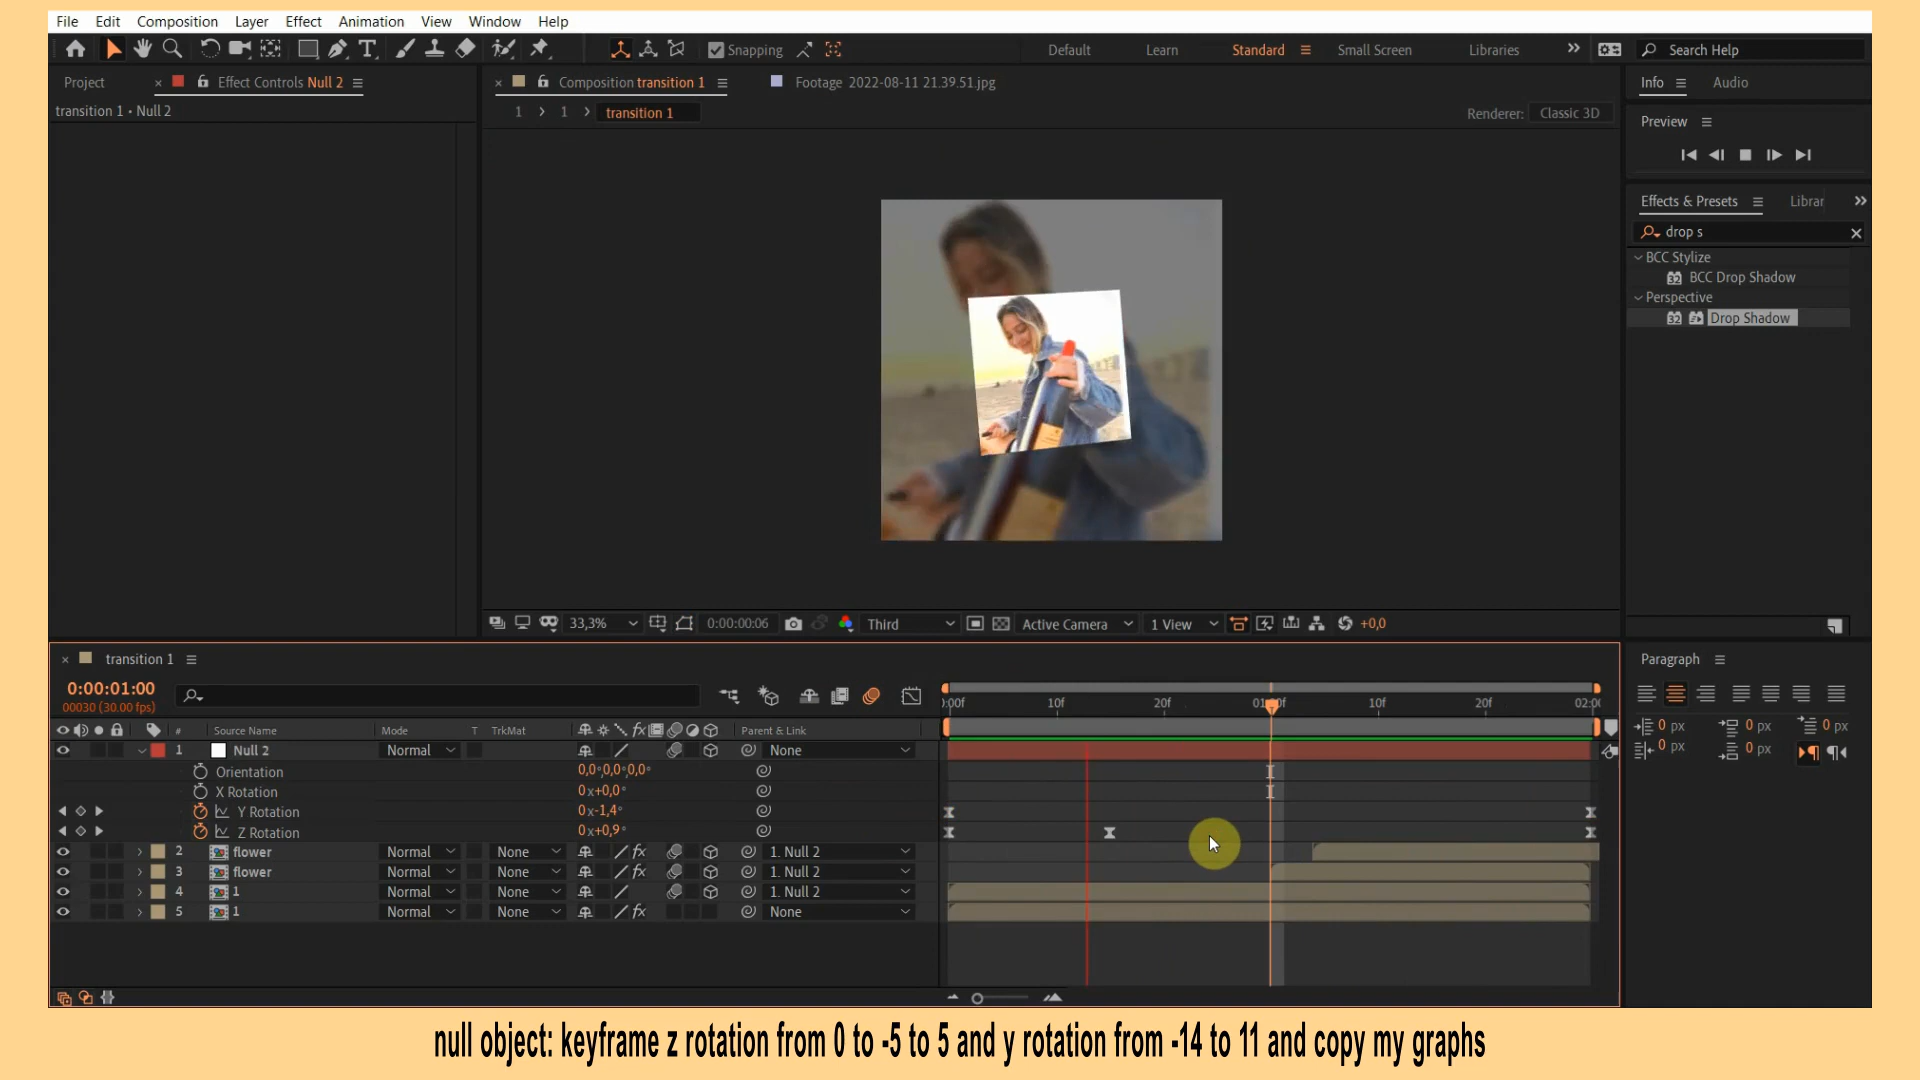 File Edit Composition Layer Effect Animation View Window Help
Snapping Default Learn Standard Small Screen Libraries Search Help
Project Effect Controls Null 2 Composition transition 1 Footage 2022-08-11 21.39.51.jpg Info Audio
transition 1 • Null 2
1 1 transition 1 Renderer: Classic 3D
Preview
Effects & Presets Librar
drop s
BCC Stylize
BCC Drop Shadow
Perspective
Drop Shadow
33,3% 0:00:00:06 Third Active Camera 1 View +0,0
transition 1 Paragraph
0:00:01:00
00030 (30.00 fps)
:00f 10f 20f 01:00f 10f 20f 02:00
# Source Name Mode T TrkMat fx Parent & Link
0 px 0 px 0 px
0 px 0 px
1 Null 2 Normal None
Orientation 0,0°,0,0°,0,0°
X Rotation 0x+0,0°
Y Rotation 0x-1,4°
Z Rotation 0x+0,9°
2 flower Normal None fx 1. Null 2
3 flower Normal None fx 1. Null 2
4 1 Normal None 1. Null 2
5 1 Normal None fx None
null object: keyframe z rotation from 0 to -5 to 5 and y rotation from -14 to 11 and copy my graphs